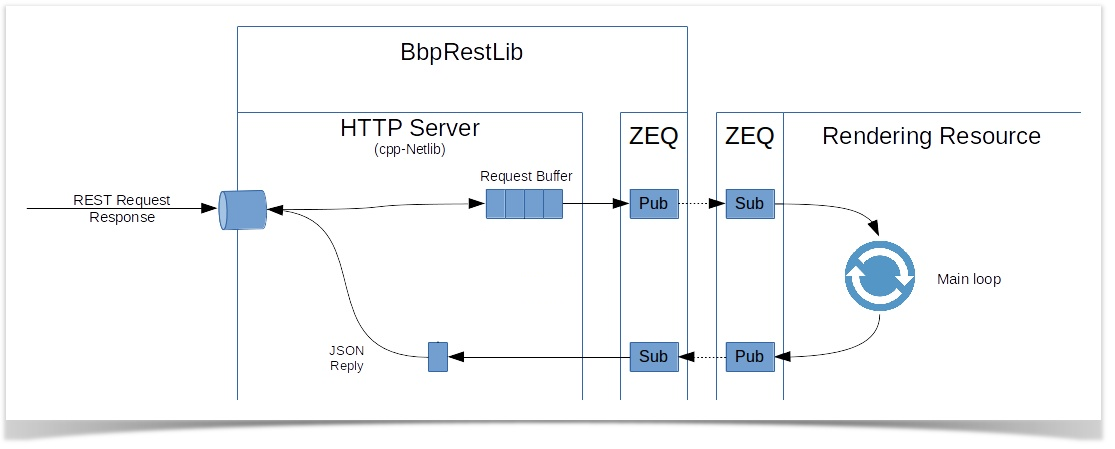 BbpRestLib
HTTP Server
(cpp-Netlib)
ZEQ
ZEQ
Rendering Resource
Request Buffer
REST Request
Response
Pub
Sub
Main loop
JSON
Reply
Sub
Pub